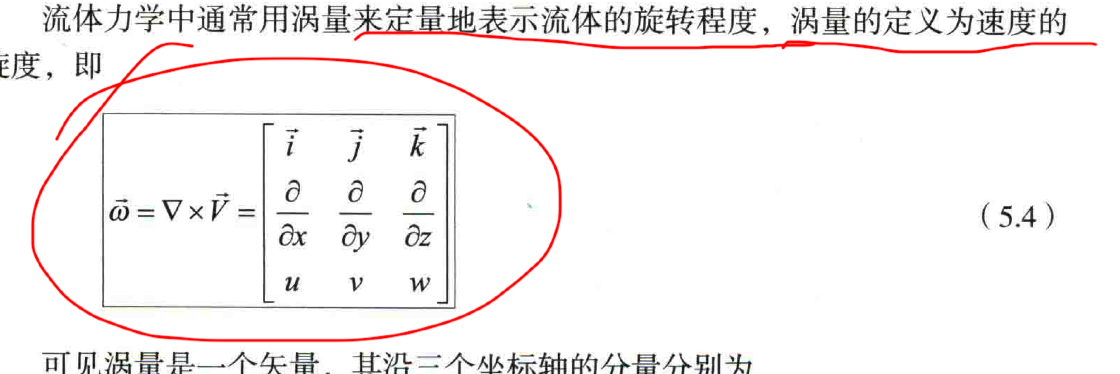 流体力学中通常用涡量来定量地表示流体的旋转程度，涡量的定义为速度的
旋度，即
$$\vec{\omega} = \nabla \times \vec{V} = \begin{bmatrix} \vec{i} & \vec{j} & \vec{k} \\ \frac{\partial}{\partial x} & \frac{\partial}{\partial y} & \frac{\partial}{\partial z} \\ u & v & w \end{bmatrix}$$ （5.4）
可见涡量是一个矢量，其沿三个坐标轴的分量分别为